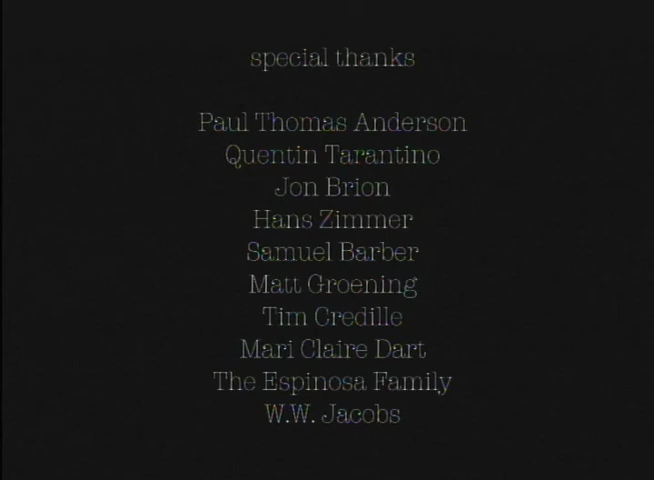 special thanks
Paul Thomas Anderson
Quentin Tarantino
Jon Brion
Hans Zimmer
Samuel Barber
Matt Groening
Tim Credille
Mari Claire Dart
The Espinosa Family
W.W. Jacobs